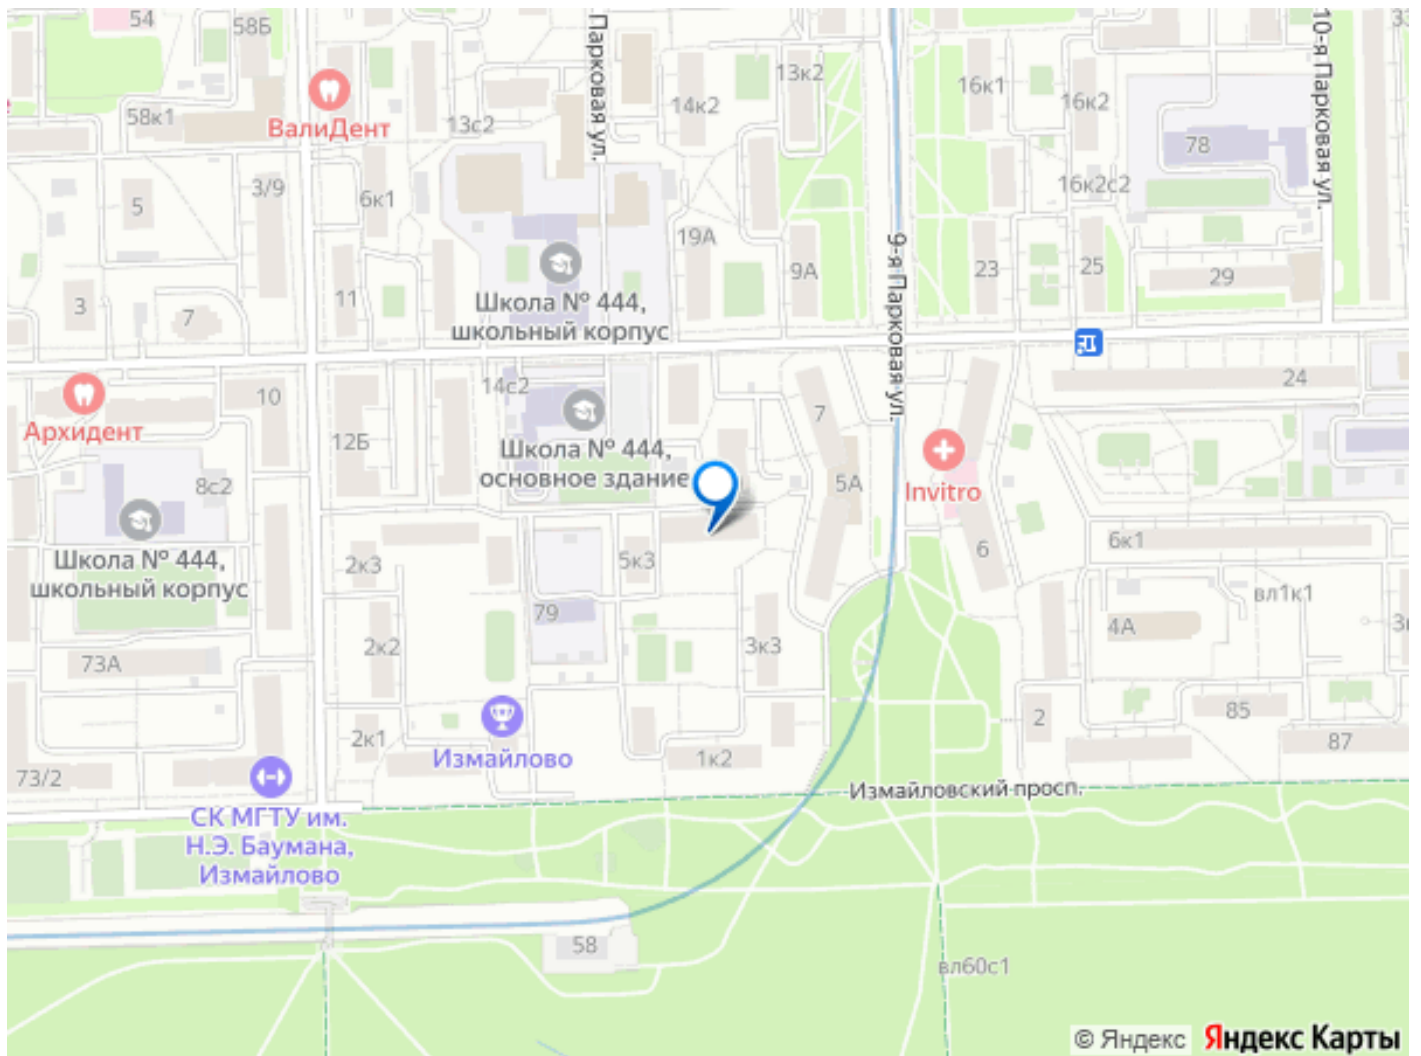 54
58Б
Парковая ул.
10-я Парковая ул.
13к2
16к1
14к2
16к2
58к1
ВалиДент
13с2
78
3/9
6к1
16к2с2
5
19А
9-я Парковая ул.
9А
23
25
29
3
11
7
Школа № 444,
школьный корпус
14с2
24
10
7
Архидент
12Б
Школа № 444,
основное здание
8с2
5А
Invitro
Школа № 444,
школьный корпус
2к3
5к3
6
6к1
вл1к1
79
4А
2к2
3к3
73А
2к1
Измайлово
1к2
2
85
87
73/2
Измайловский просп.
СК МГТУ им.
Н.Э. Баумана,
Измайлово
58
вл60с1
© Яндекс Яндекс Карты